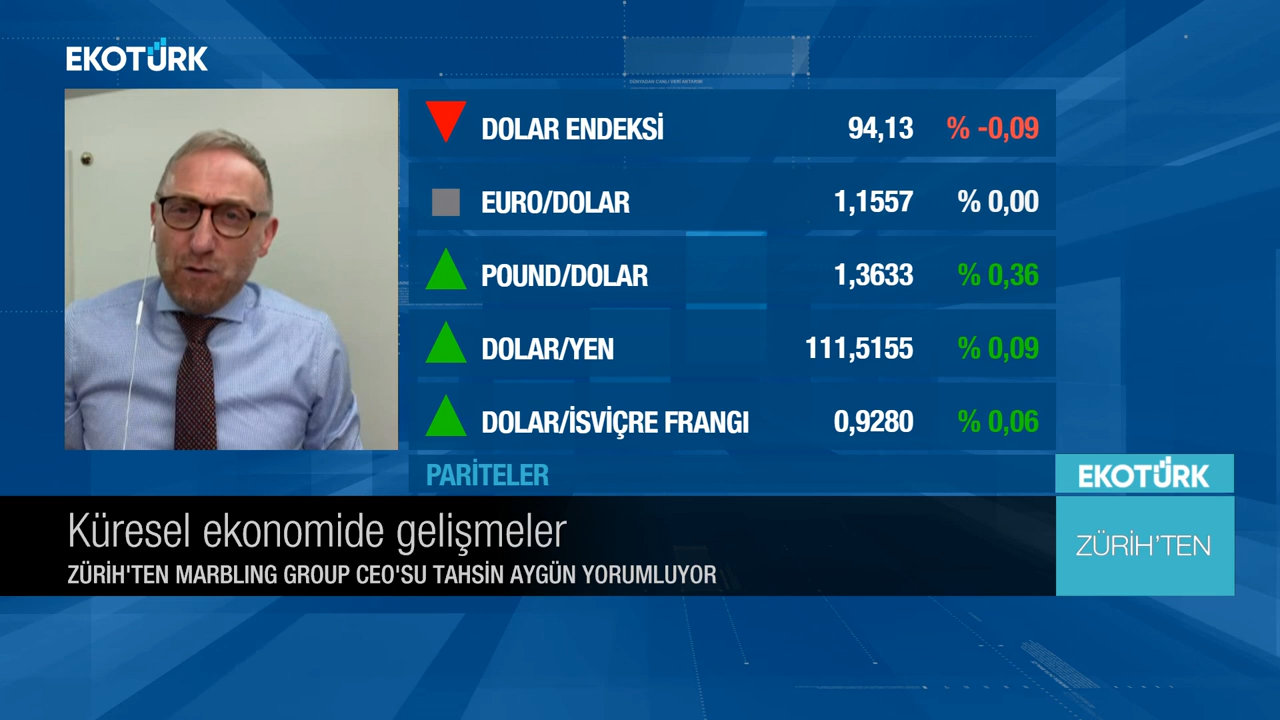 EKOTÜRK
DOLAR ENDEKSİ 94,13 % -0,09
EURO/DOLAR 1,1557 % 0,00
POUND/DOLAR 1,3633 % 0,36
DOLAR/YEN 111,5155 % 0,09
DOLAR/İSVİÇRE FRANGI 0,9280 % 0,06
PARİTELER
EKOTÜRK
Küresel ekonomide gelişmeler
ZÜRİH'TEN MARBLING GROUP CEO'SU TAHSİN AYGÜN YORUMLUYOR
ZÜRİH'TEN